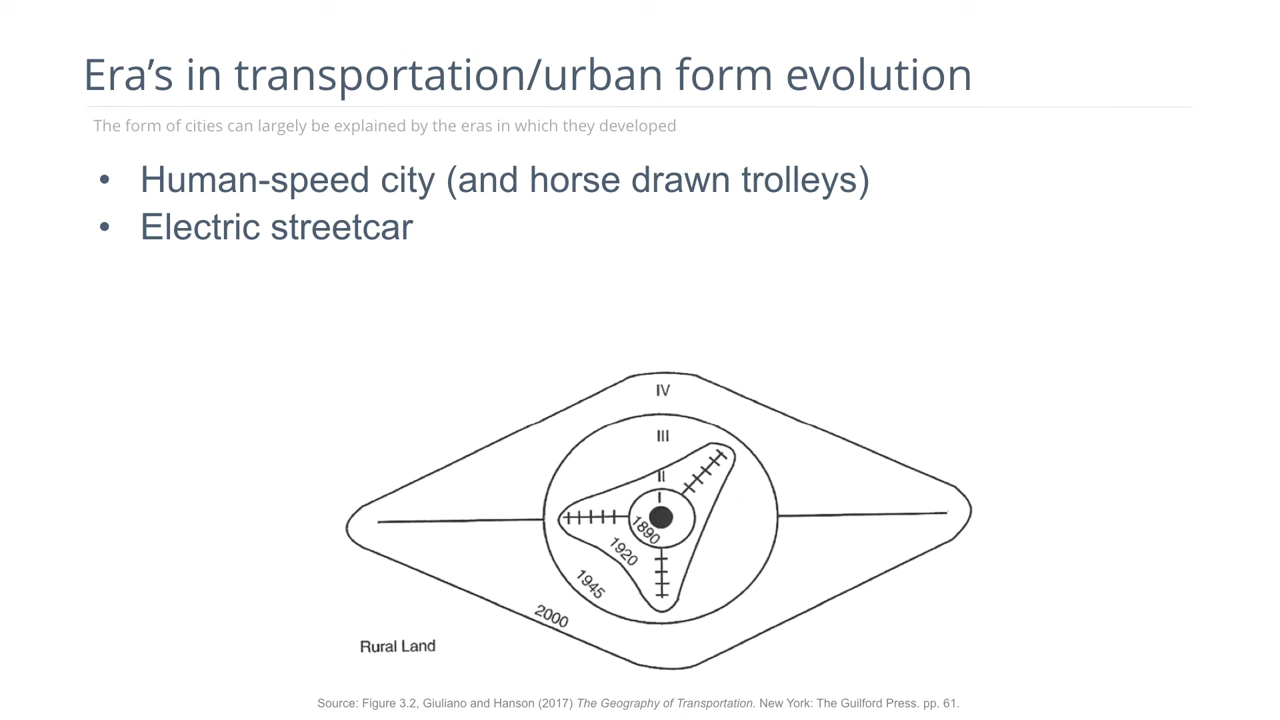 Era’s in transportation/urban form evolution
The form of cities can largely be explained by the eras in which they developed
• Human-speed city (and horse drawn trolleys)
• Electric streetcar
IV
III
II
I
1890
1920
1945
2000
Rural Land
Source: Figure 3.2, Giuliano and Hanson (2017) The Geography of Transportation. New York: The Guilford Press. pp. 61.